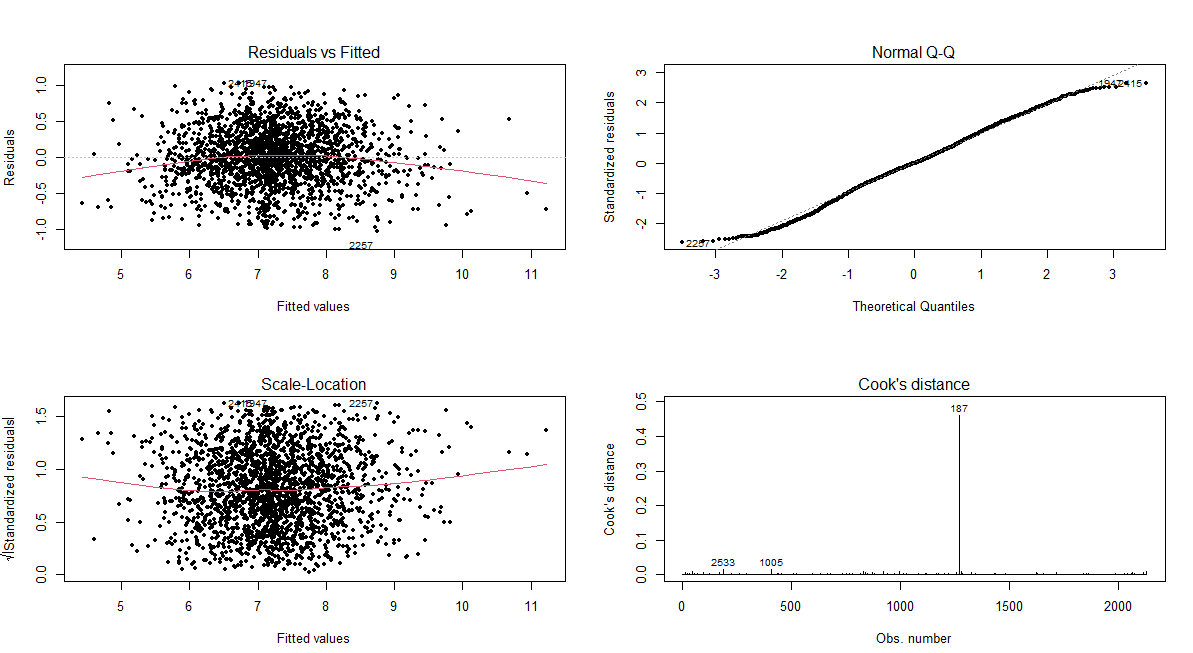 Residuals vs Fitted
Residuals
1.0
0.5
0.0
-0.5
-1.0
1947
2257
5 6 7 8 9 10 11
Fitted values
Normal Q-Q
Standardized residuals
3
2
1
0
-1
-2
1947
2415
2257
-3 -2 -1 0 1 2 3
Theoretical Quantiles
Scale-Location
√|Standardized residuals|
1.5
1.0
0.5
0.0
1947
2257
5 6 7 8 9 10 11
Fitted values
Cook's distance
Cook's distance
0.5
0.4
0.3
0.2
0.1
0.0
187
2533
1005
0 500 1000 1500 2000
Obs. number